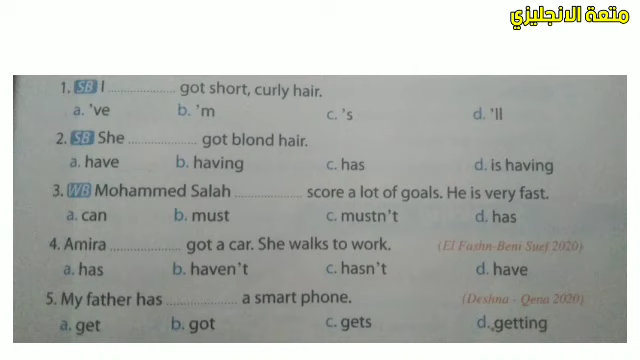 متعة الانجليزي
1. SB I .................. got short, curly hair.
a. 've b. 'm c. 's d. 'll
2. SB She .................. got blond hair.
a. have b. having c. has d. is having
3. WB Mohammed Salah .................. score a lot of goals. He is very fast.
a. can b. must c. mustn't d. has
4. Amira .................. got a car. She walks to work. (El Fashn-Beni Suef 2020)
a. has b. haven't c. hasn't d. have
5. My father has .................. a smart phone. (Deshna - Qena 2020)
a. get b. got c. gets d. getting